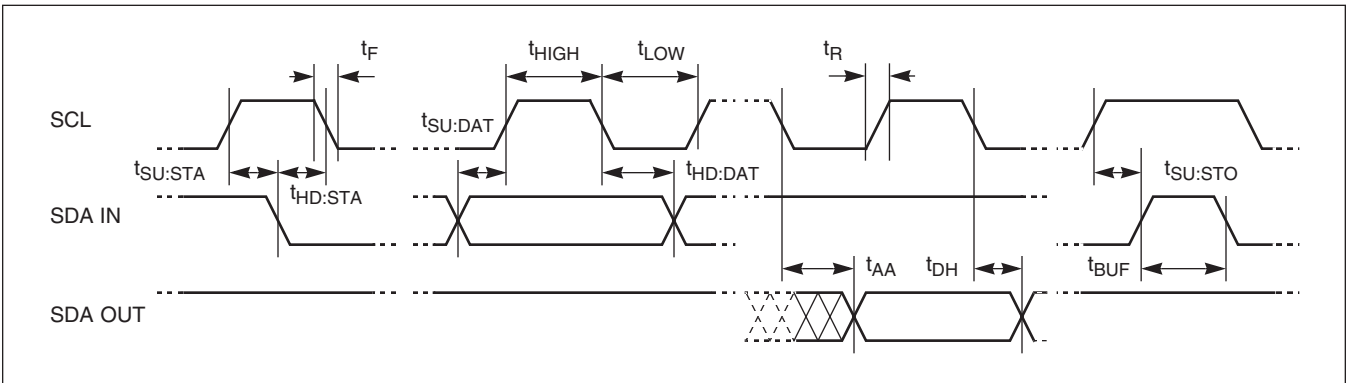 tF
tHIGH
tLOW
tR
SCL
tSU:DAT
tSU:STA
tHD:STA
tHD:DAT
tSU:STO
SDA IN
tAA
tDH
tBUF
SDA OUT